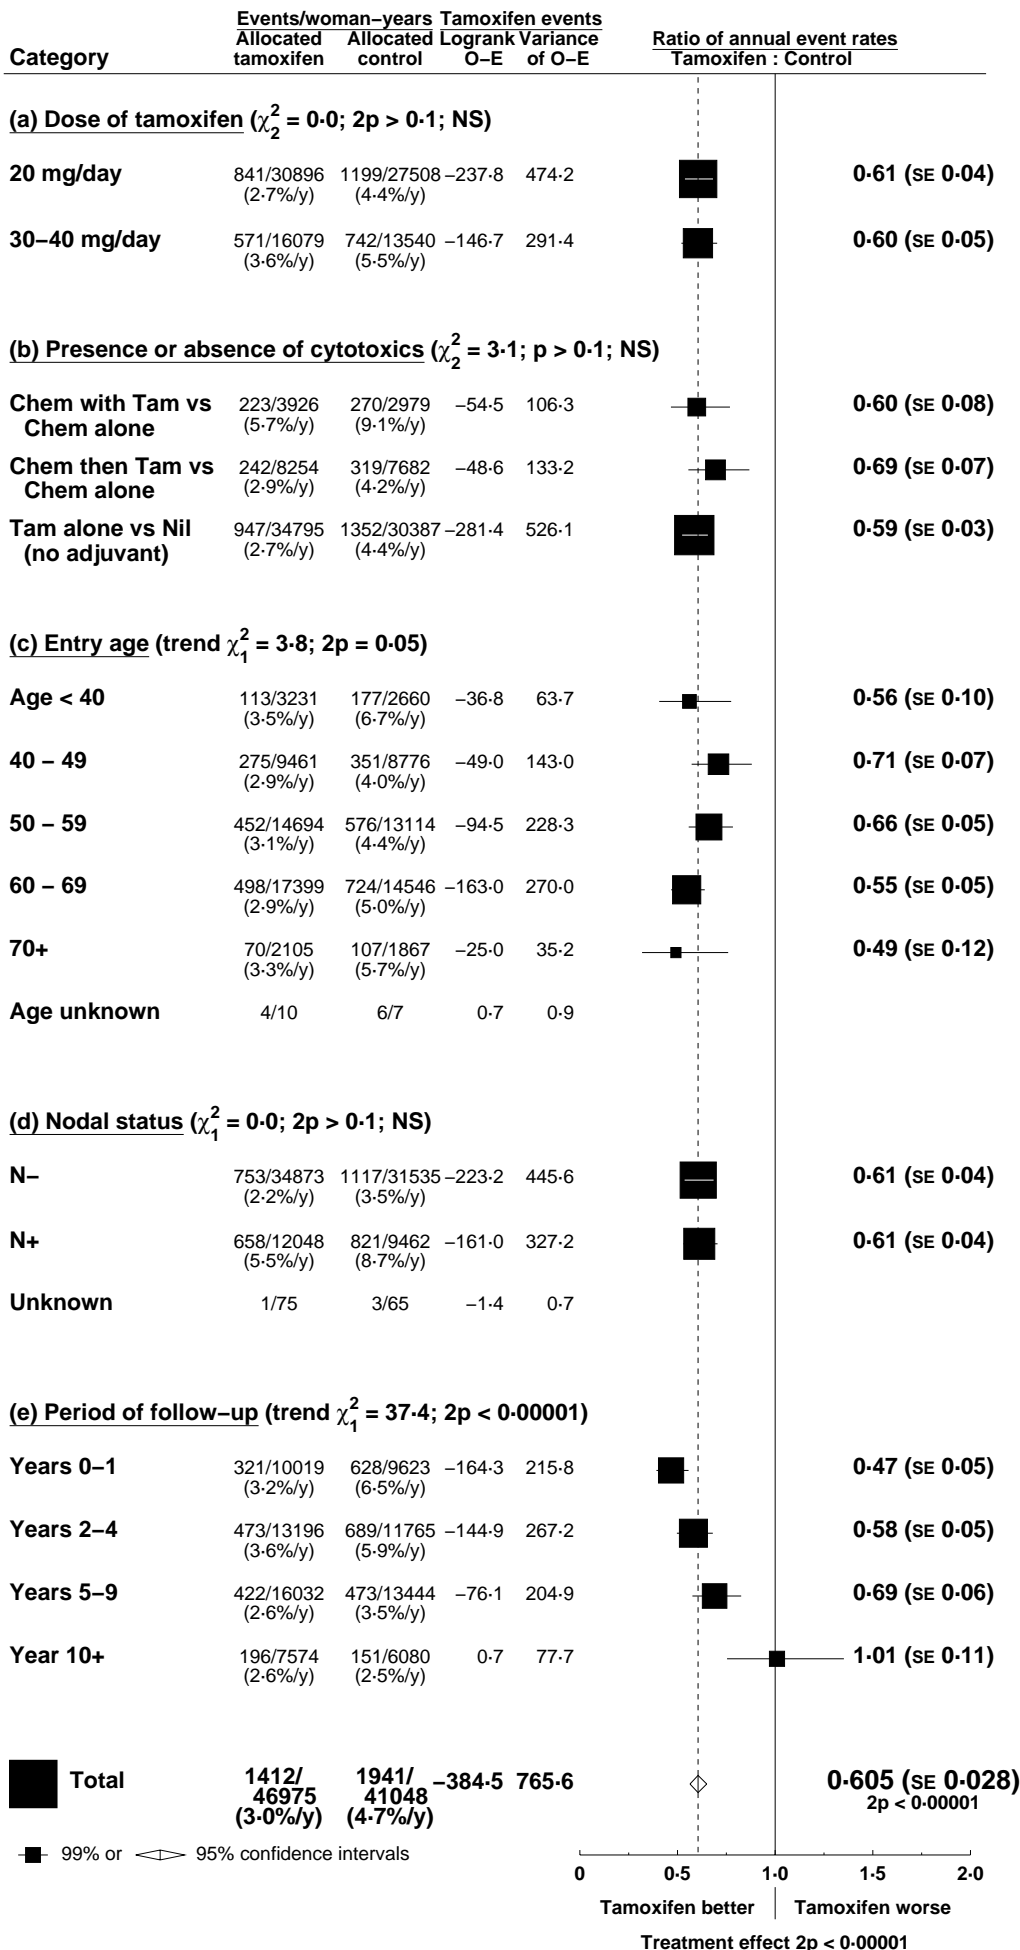 Events/woman–years Tamoxifen events
Allocated Allocated Logrank Variance Ratio of annual event rates
Category tamoxifen control O–E of O–E Tamoxifen : Control
(a) Dose of tamoxifen (χ²₂ = 0·0; 2p > 0·1; NS)
20 mg/day 841/30896 1199/27508 –237·8 474·2 0·61 (SE 0·04)
(2·7%/y) (4·4%/y)
30–40 mg/day 571/16079 742/13540 –146·7 291·4 0·60 (SE 0·05)
(3·6%/y) (5·5%/y)
(b) Presence or absence of cytotoxics (χ²₂ = 3·1; p > 0·1; NS)
Chem with Tam vs 223/3926 270/2979 –54·5 106·3 0·60 (SE 0·08)
Chem alone (5·7%/y) (9·1%/y)
Chem then Tam vs 242/8254 319/7682 –48·6 133·2 0·69 (SE 0·07)
Chem alone (2·9%/y) (4·2%/y)
Tam alone vs Nil 947/34795 1352/30387 –281·4 526·1 0·59 (SE 0·03)
(no adjuvant) (2·7%/y) (4·4%/y)
(c) Entry age (trend χ²₁ = 3·8; 2p = 0·05)
Age < 40 113/3231 177/2660 –36·8 63·7 0·56 (SE 0·10)
(3·5%/y) (6·7%/y)
40 – 49 275/9461 351/8776 –49·0 143·0 0·71 (SE 0·07)
(2·9%/y) (4·0%/y)
50 – 59 452/14694 576/13114 –94·5 228·3 0·66 (SE 0·05)
(3·1%/y) (4·4%/y)
60 – 69 498/17399 724/14546 –163·0 270·0 0·55 (SE 0·05)
(2·9%/y) (5·0%/y)
70+ 70/2105 107/1867 –25·0 35·2 0·49 (SE 0·12)
(3·3%/y) (5·7%/y)
Age unknown 4/10 6/7 0·7 0·9
(d) Nodal status (χ²₁ = 0·0; 2p > 0·1; NS)
N– 753/34873 1117/31535 –223·2 445·6 0·61 (SE 0·04)
(2·2%/y) (3·5%/y)
N+ 658/12048 821/9462 –161·0 327·2 0·61 (SE 0·04)
(5·5%/y) (8·7%/y)
Unknown 1/75 3/65 –1·4 0·7
(e) Period of follow–up (trend χ²₁ = 37·4; 2p < 0·00001)
Years 0–1 321/10019 628/9623 –164·3 215·8 0·47 (SE 0·05)
(3·2%/y) (6·5%/y)
Years 2–4 473/13196 689/11765 –144·9 267·2 0·58 (SE 0·05)
(3·6%/y) (5·9%/y)
Years 5–9 422/16032 473/13444 –76·1 204·9 0·69 (SE 0·06)
(2·6%/y) (3·5%/y)
Year 10+ 196/7574 151/6080 0·7 77·7 1·01 (SE 0·11)
(2·6%/y) (2·5%/y)
Total 1412/ 1941/ –384·5 765·6 0·605 (SE 0·028)
46975 41048 2p < 0·00001
(3·0%/y) (4·7%/y)
99% or 95% confidence intervals
0 0·5 1·0 1·5 2·0
Tamoxifen better Tamoxifen worse
Treatment effect 2p < 0·00001